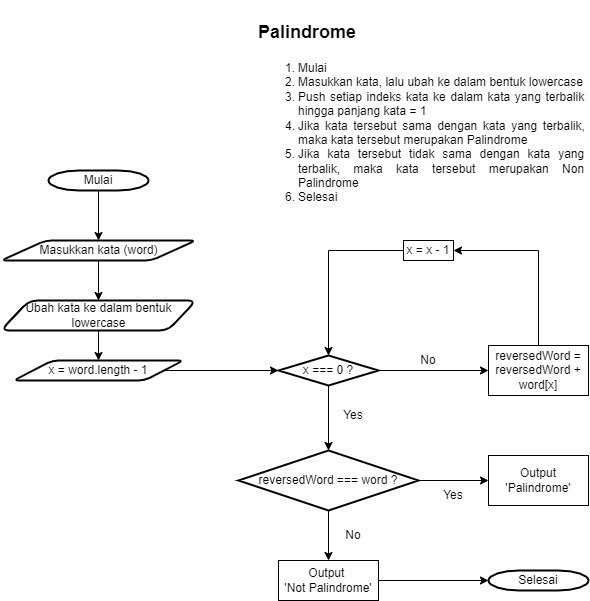 Palindrome
1. Mulai
2. Masukkan kata, lalu ubah ke dalam bentuk lowercase
3. Push setiap indeks kata ke dalam kata yang terbalik
hingga panjang kata = 1
4. Jika kata tersebut sama dengan kata yang terbalik,
maka kata tersebut merupakan Palindrome
5. Jika kata tersebut tidak sama dengan kata yang
terbalik, maka kata tersebut merupakan Non
Palindrome
6. Selesai
Mulai
Masukkan kata (word)
Ubah kata ke dalam bentuk
lowercase
x = word.length - 1
x === 0 ?
No
reversedWord =
reversedWord +
word[x]
x = x - 1
Yes
reversedWord === word ?
Yes
Output
'Palindrome'
No
Output
'Not Palindrome'
Selesai